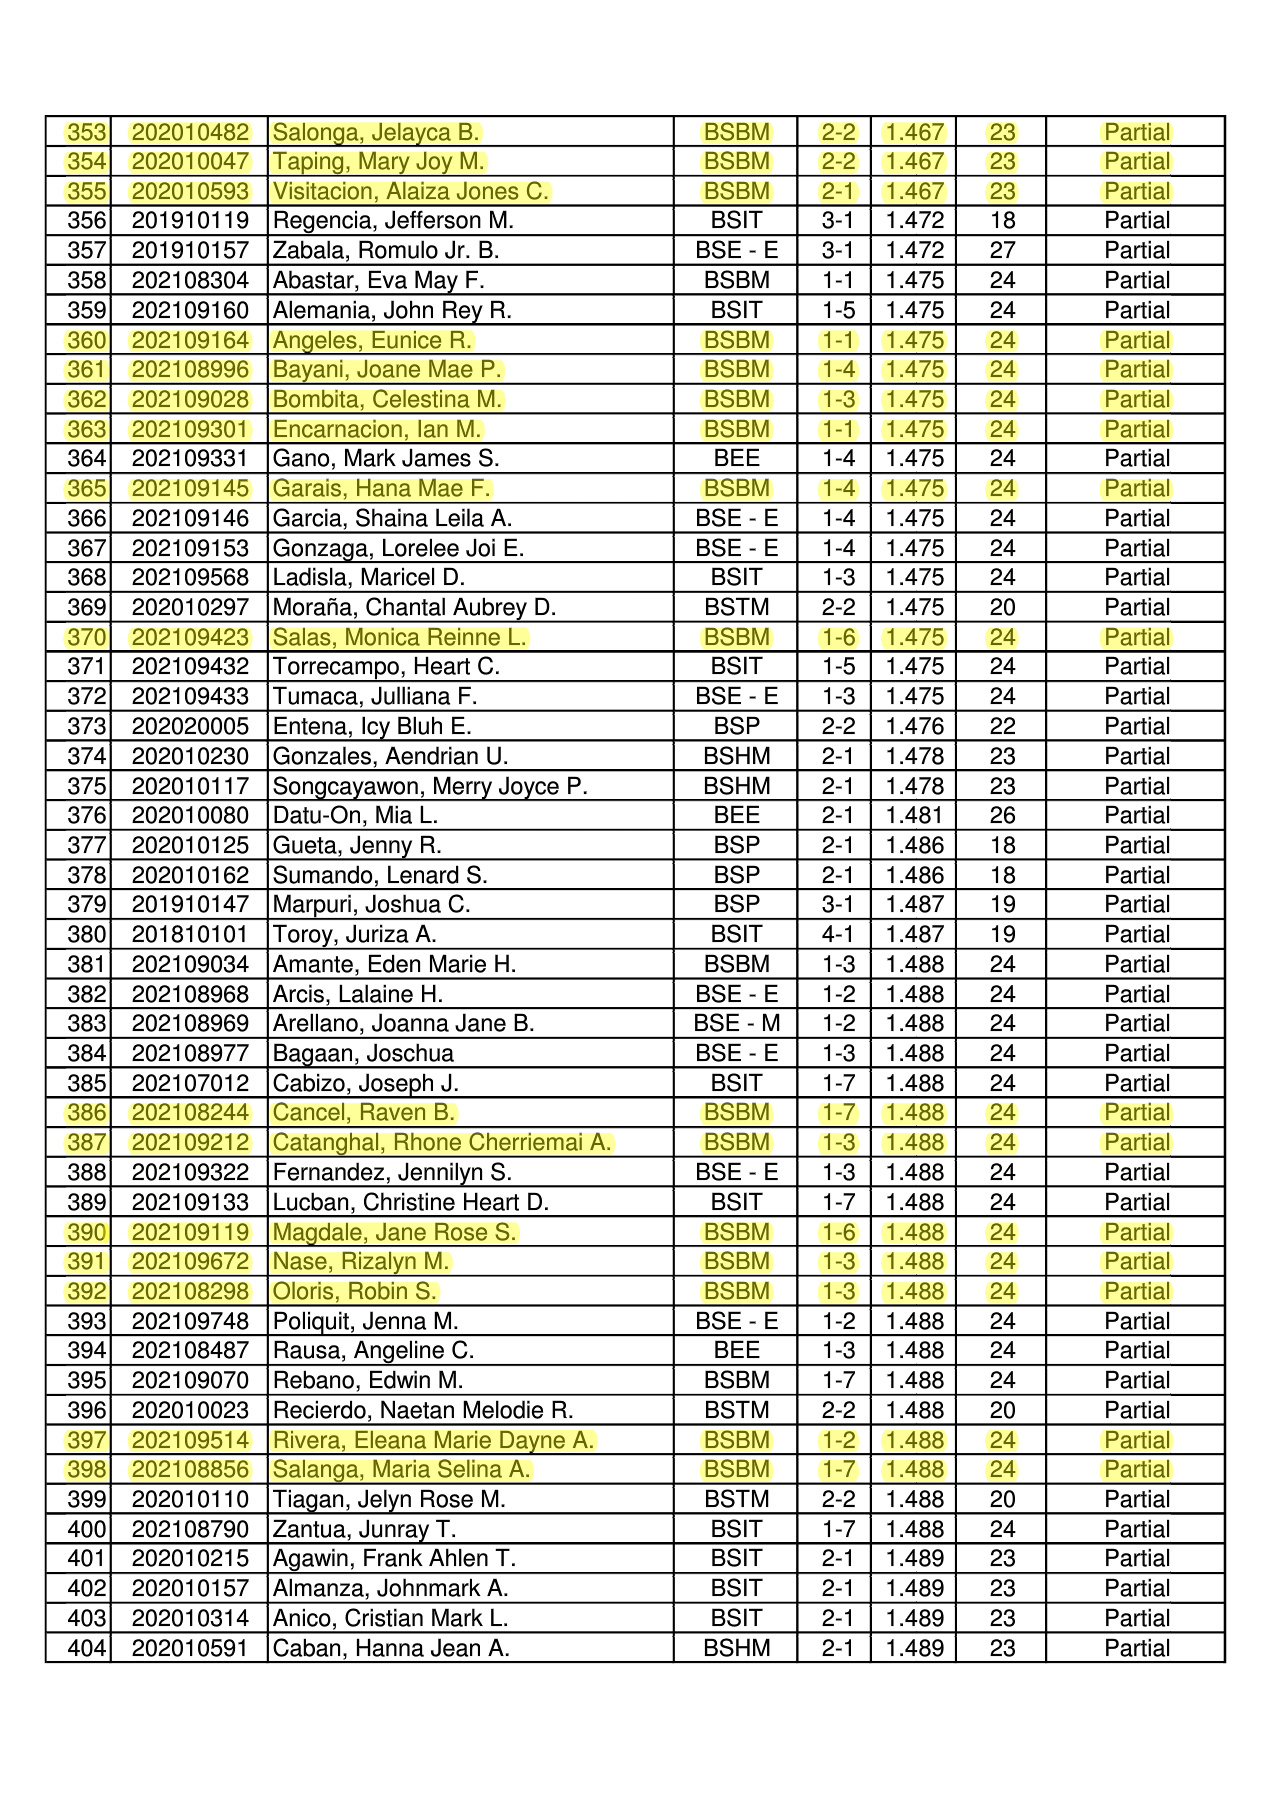 353 202010482 Salonga, Jelayca B. BSBM 2-2 1.467 23 Partial
354 202010047 Taping, Mary Joy M. BSBM 2-2 1.467 23 Partial
355 202010593 Visitacion, Alaiza Jones C. BSBM 2-1 1.467 23 Partial
356 201910119 Regencia, Jefferson M. BSIT 3-1 1.472 18 Partial
357 201910157 Zabala, Romulo Jr. B. BSE - E 3-1 1.472 27 Partial
358 202108304 Abastar, Eva May F. BSBM 1-1 1.475 24 Partial
359 202109160 Alemania, John Rey R. BSIT 1-5 1.475 24 Partial
360 202109164 Angeles, Eunice R. BSBM 1-1 1.475 24 Partial
361 202108996 Bayani, Joane Mae P. BSBM 1-4 1.475 24 Partial
362 202109028 Bombita, Celestina M. BSBM 1-3 1.475 24 Partial
363 202109301 Encarnacion, Ian M. BSBM 1-1 1.475 24 Partial
364 202109331 Gano, Mark James S. BEE 1-4 1.475 24 Partial
365 202109145 Garais, Hana Mae F. BSBM 1-4 1.475 24 Partial
366 202109146 Garcia, Shaina Leila A. BSE - E 1-4 1.475 24 Partial
367 202109153 Gonzaga, Lorelee Joi E. BSE - E 1-4 1.475 24 Partial
368 202109568 Ladisla, Maricel D. BSIT 1-3 1.475 24 Partial
369 202010297 Moraña, Chantal Aubrey D. BSTM 2-2 1.475 20 Partial
370 202109423 Salas, Monica Reinne L. BSBM 1-6 1.475 24 Partial
371 202109432 Torrecampo, Heart C. BSIT 1-5 1.475 24 Partial
372 202109433 Tumaca, Julliana F. BSE - E 1-3 1.475 24 Partial
373 202020005 Entena, Icy Bluh E. BSP 2-2 1.476 22 Partial
374 202010230 Gonzales, Aendrian U. BSHM 2-1 1.478 23 Partial
375 202010117 Songcayawon, Merry Joyce P. BSHM 2-1 1.478 23 Partial
376 202010080 Datu-On, Mia L. BEE 2-1 1.481 26 Partial
377 202010125 Gueta, Jenny R. BSP 2-1 1.486 18 Partial
378 202010162 Sumando, Lenard S. BSP 2-1 1.486 18 Partial
379 201910147 Marpuri, Joshua C. BSP 3-1 1.487 19 Partial
380 201810101 Toroy, Juriza A. BSIT 4-1 1.487 19 Partial
381 202109034 Amante, Eden Marie H. BSBM 1-3 1.488 24 Partial
382 202108968 Arcis, Lalaine H. BSE - E 1-2 1.488 24 Partial
383 202108969 Arellano, Joanna Jane B. BSE - M 1-2 1.488 24 Partial
384 202108977 Bagaan, Joschua BSE - E 1-3 1.488 24 Partial
385 202107012 Cabizo, Joseph J. BSIT 1-7 1.488 24 Partial
386 202108244 Cancel, Raven B. BSBM 1-7 1.488 24 Partial
387 202109212 Catanghal, Rhone Cherriemai A. BSBM 1-3 1.488 24 Partial
388 202109322 Fernandez, Jennilyn S. BSE - E 1-3 1.488 24 Partial
389 202109133 Lucban, Christine Heart D. BSIT 1-7 1.488 24 Partial
390 202109119 Magdale, Jane Rose S. BSBM 1-6 1.488 24 Partial
391 202109672 Nase, Rizalyn M. BSBM 1-3 1.488 24 Partial
392 202108298 Oloris, Robin S. BSBM 1-3 1.488 24 Partial
393 202109748 Poliquit, Jenna M. BSE - E 1-2 1.488 24 Partial
394 202108487 Rausa, Angeline C. BEE 1-3 1.488 24 Partial
395 202109070 Rebano, Edwin M. BSBM 1-7 1.488 24 Partial
396 202010023 Recierdo, Naetan Melodie R. BSTM 2-2 1.488 20 Partial
397 202109514 Rivera, Eleana Marie Dayne A. BSBM 1-2 1.488 24 Partial
398 202108856 Salanga, Maria Selina A. BSBM 1-7 1.488 24 Partial
399 202010110 Tiagan, Jelyn Rose M. BSTM 2-2 1.488 20 Partial
400 202108790 Zantua, Junray T. BSIT 1-7 1.488 24 Partial
401 202010215 Agawin, Frank Ahlen T. BSIT 2-1 1.489 23 Partial
402 202010157 Almanza, Johnmark A. BSIT 2-1 1.489 23 Partial
403 202010314 Anico, Cristian Mark L. BSIT 2-1 1.489 23 Partial
404 202010591 Caban, Hanna Jean A. BSHM 2-1 1.489 23 Partial